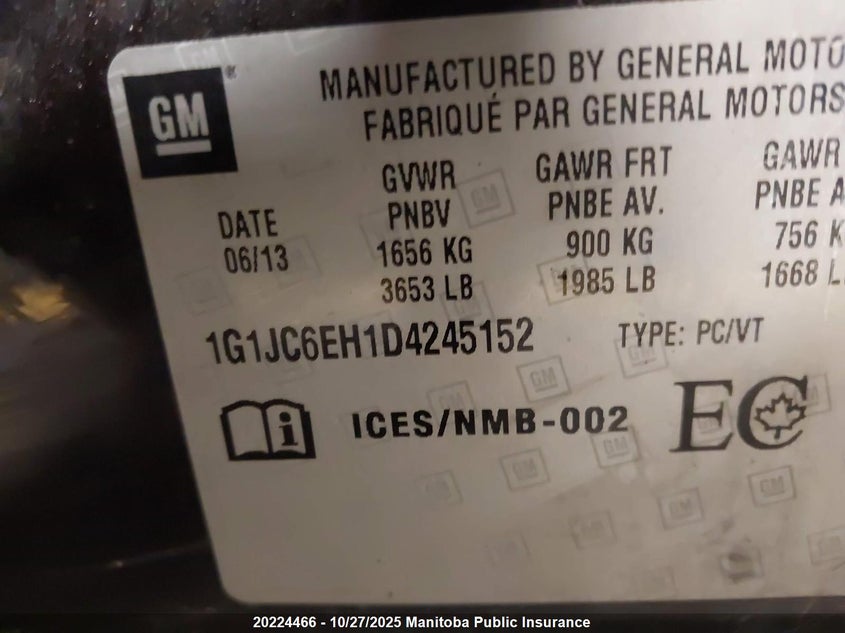 GM®
MANUFACTURED BY GENERAL MOTO
FABRIQUÉ PAR GENERAL MOTORS
DATE
06/13
GVWR
PNBV
1656 KG
3653 LB
GAWR FRT
PNBE AV.
900 KG
1985 LB
GAWR
PNBE A
756 K
1668 L
1G1JC6EH1D4245152
TYPE: PC/VT
i
ICES/NMB-002
EC
20224466 - 10/27/2025 Manitoba Public Insurance